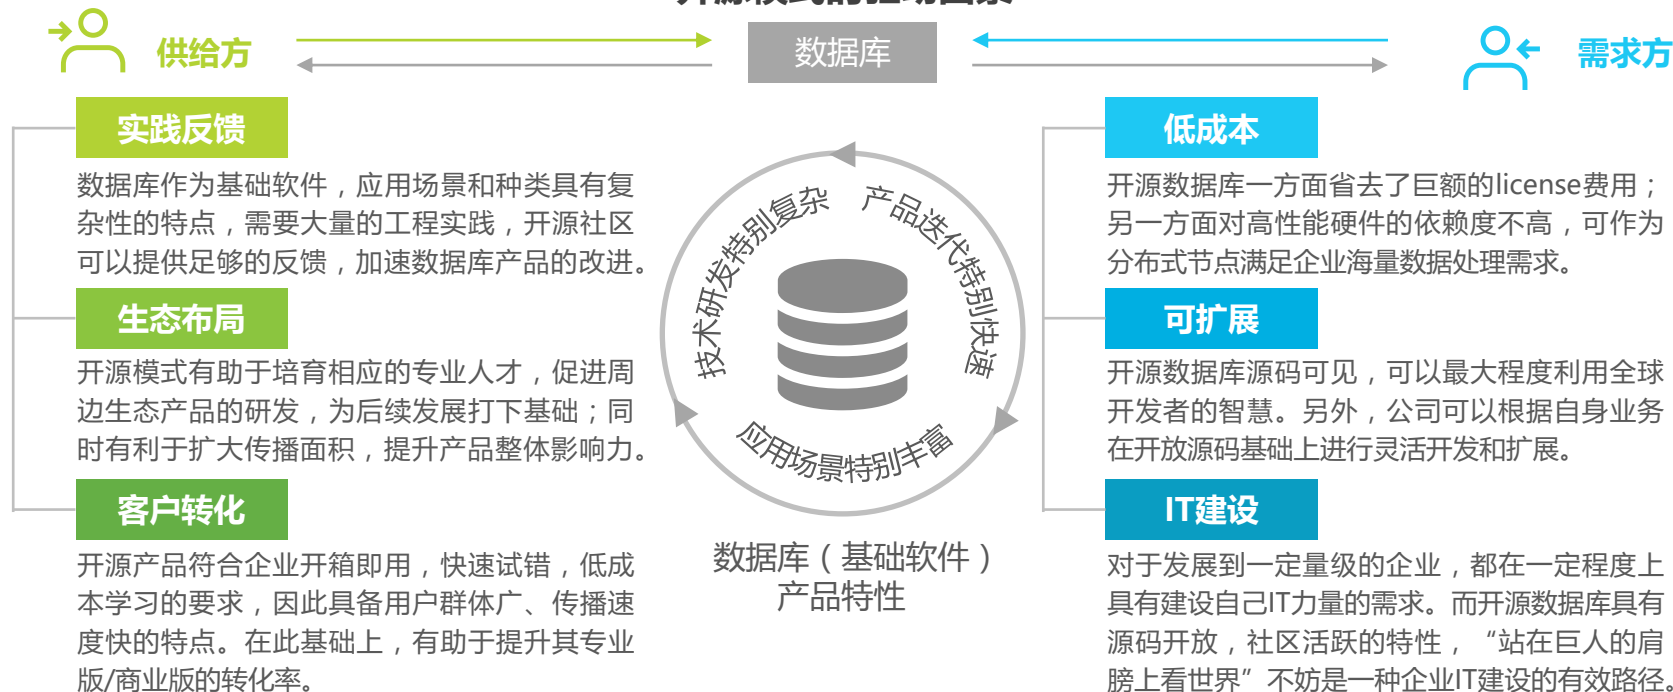 开源模式的驱动因素
供给方
数据库
需求方
实践反馈
数据库作为基础软件，应用场景和种类具有复
杂性的特点，需要大量的工程实践，开源社区
可以提供足够的反馈，加速数据库产品的改进。
生态布局
开源模式有助于培育相应的专业人才，促进周
边生态产品的研发，为后续发展打下基础；同
时有利于扩大传播面积，提升产品整体影响力。
客户转化
开源产品符合企业开箱即用，快速试错，低成
本学习的要求，因此具备用户群体广、传播速
度快的特点。在此基础上，有助于提升其专业
版/商业版的转化率。
技术研发特别复杂
产品迭代特别快速
应用场景特别丰富
数据库（基础软件）
产品特性
低成本
开源数据库一方面省去了巨额的license费用；
另一方面对高性能硬件的依赖度不高，可作为
分布式节点满足企业海量数据处理需求。
可扩展
开源数据库源码可见，可以最大程度利用全球
开发者的智慧。另外，公司可以根据自身业务
在开放源码基础上进行灵活开发和扩展。
IT建设
对于发展到一定量级的企业，都在一定程度上
具有建设自己IT力量的需求。而开源数据库具有
源码开放，社区活跃的特性，“站在巨人的肩
膀上看世界”不妨是一种企业IT建设的有效路径。